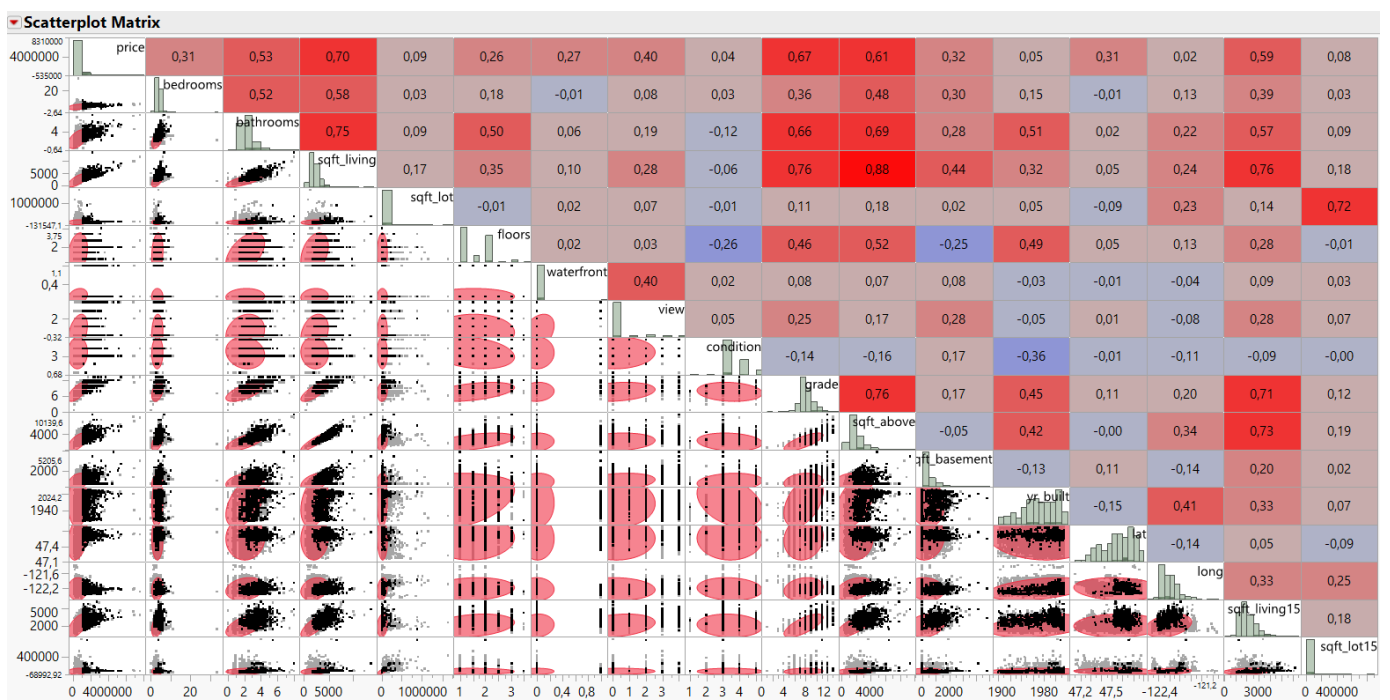 Scatterplot Matrix
8310000
4000000
-535000
price 0,31 0,53 0,70 0,09 0,26 0,27 0,40 0,04 0,67 0,61 0,32 0,05 0,31 0,02 0,59 0,08
20
-2.64
bedrooms 0,52 0,58 0,03 0,18 -0,01 0,08 0,03 0,36 0,48 0,30 0,15 -0,01 0,13 0,39 0,03
4
-0.64
bathrooms 0,75 0,09 0,50 0,06 0,19 -0,12 0,66 0,69 0,28 0,51 0,02 0,22 0,57 0,09
5000
0
sqft_living 0,17 0,35 0,10 0,28 -0,06 0,76 0,88 0,44 0,32 0,05 0,24 0,76 0,18
1000000
-131547,1
sqft_lot -0,01 0,02 0,07 -0,01 0,11 0,18 0,02 0,05 -0,09 0,23 0,14 0,72
3,75
2
floors 0,02 0,03 -0,26 0,46 0,52 -0,25 0,49 0,05 0,13 0,28 -0,01
1,1
0,4
waterfront 0,40 0,02 0,08 0,07 0,08 -0,03 -0,01 -0,04 0,09 0,03
2
-0,32
view 0,05 0,25 0,17 0,28 -0,05 0,01 -0,08 0,28 0,07
3
0,68
condition -0,14 -0,16 0,17 -0,36 -0,01 -0,11 -0,09 -0,00
6
0
grade 0,76 0,17 0,45 0,11 0,20 0,71 0,12
10139,6
4000
sqft_above -0,05 0,42 -0,00 0,34 0,73 0,19
5205,6
2000
qft_basement -0,13 0,11 -0,14 0,20 0,02
2024,2
1940
yr_built -0,15 0,41 0,33 0,07
47,4
47,1
lat -0,14 0,05 -0,09
-121,6
-122,2
long 0,33 0,25
5000
2000
sqft_living15 0,18
400000
-68992,92
sqft_lot15
0 4000000 0 20 0 2 4 6 0 5000 0 1000000 1 2 3 0 0,4 0,8 0 1 2 3 1 2 3 4 0 4 8 12 0 4000 0 2000 1900 1980 47,2 47,5 -122,4 -121,2 0 3000 0 400000